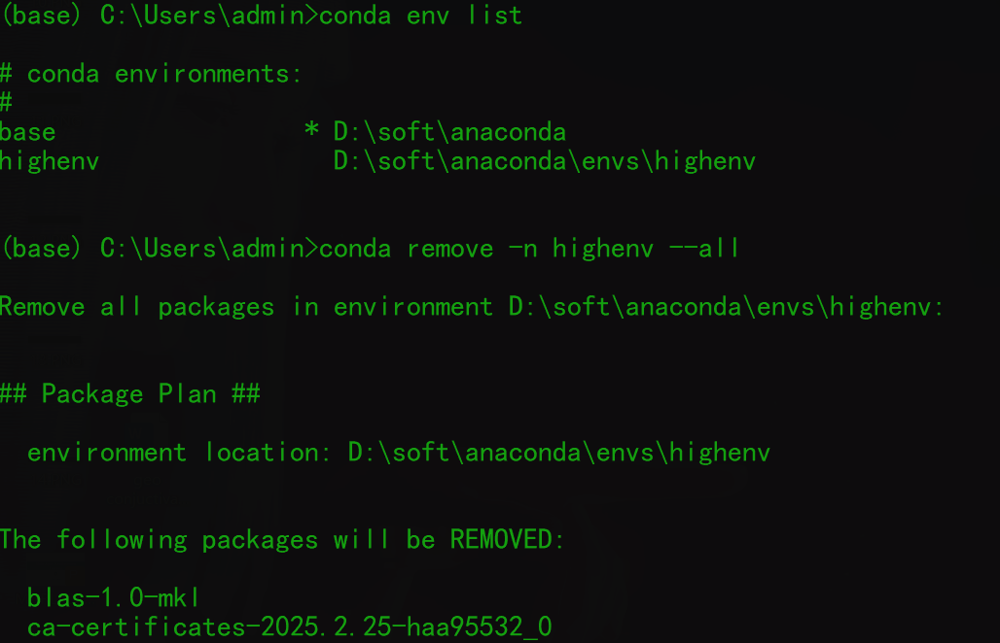 (base) C:\Users\admin>conda env list
# conda environments:
#
base * D:\soft\anaconda
highenv D:\soft\anaconda\envs\highenv
(base) C:\Users\admin>conda remove -n highenv --all
Remove all packages in environment D:\soft\anaconda\envs\highenv:
## Package Plan ##
environment location: D:\soft\anaconda\envs\highenv
The following packages will be REMOVED:
blas-1.0-mkl
ca-certificates-2025.2.25-haa95532_0